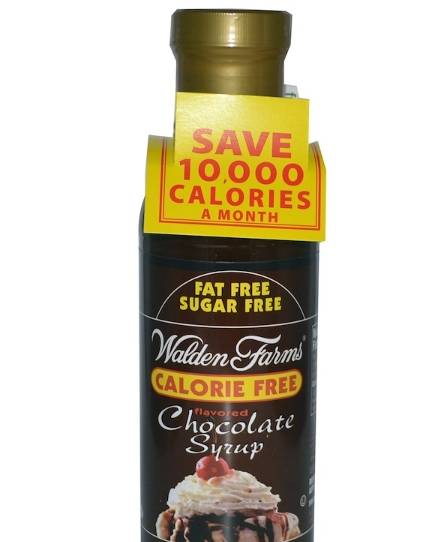 SAVE
10,000
CALORIES
A MONTH
FAT FREE
SUGAR FREE
Walden Farms
CALORIE FREE
flavored
Chocolate
Syrup